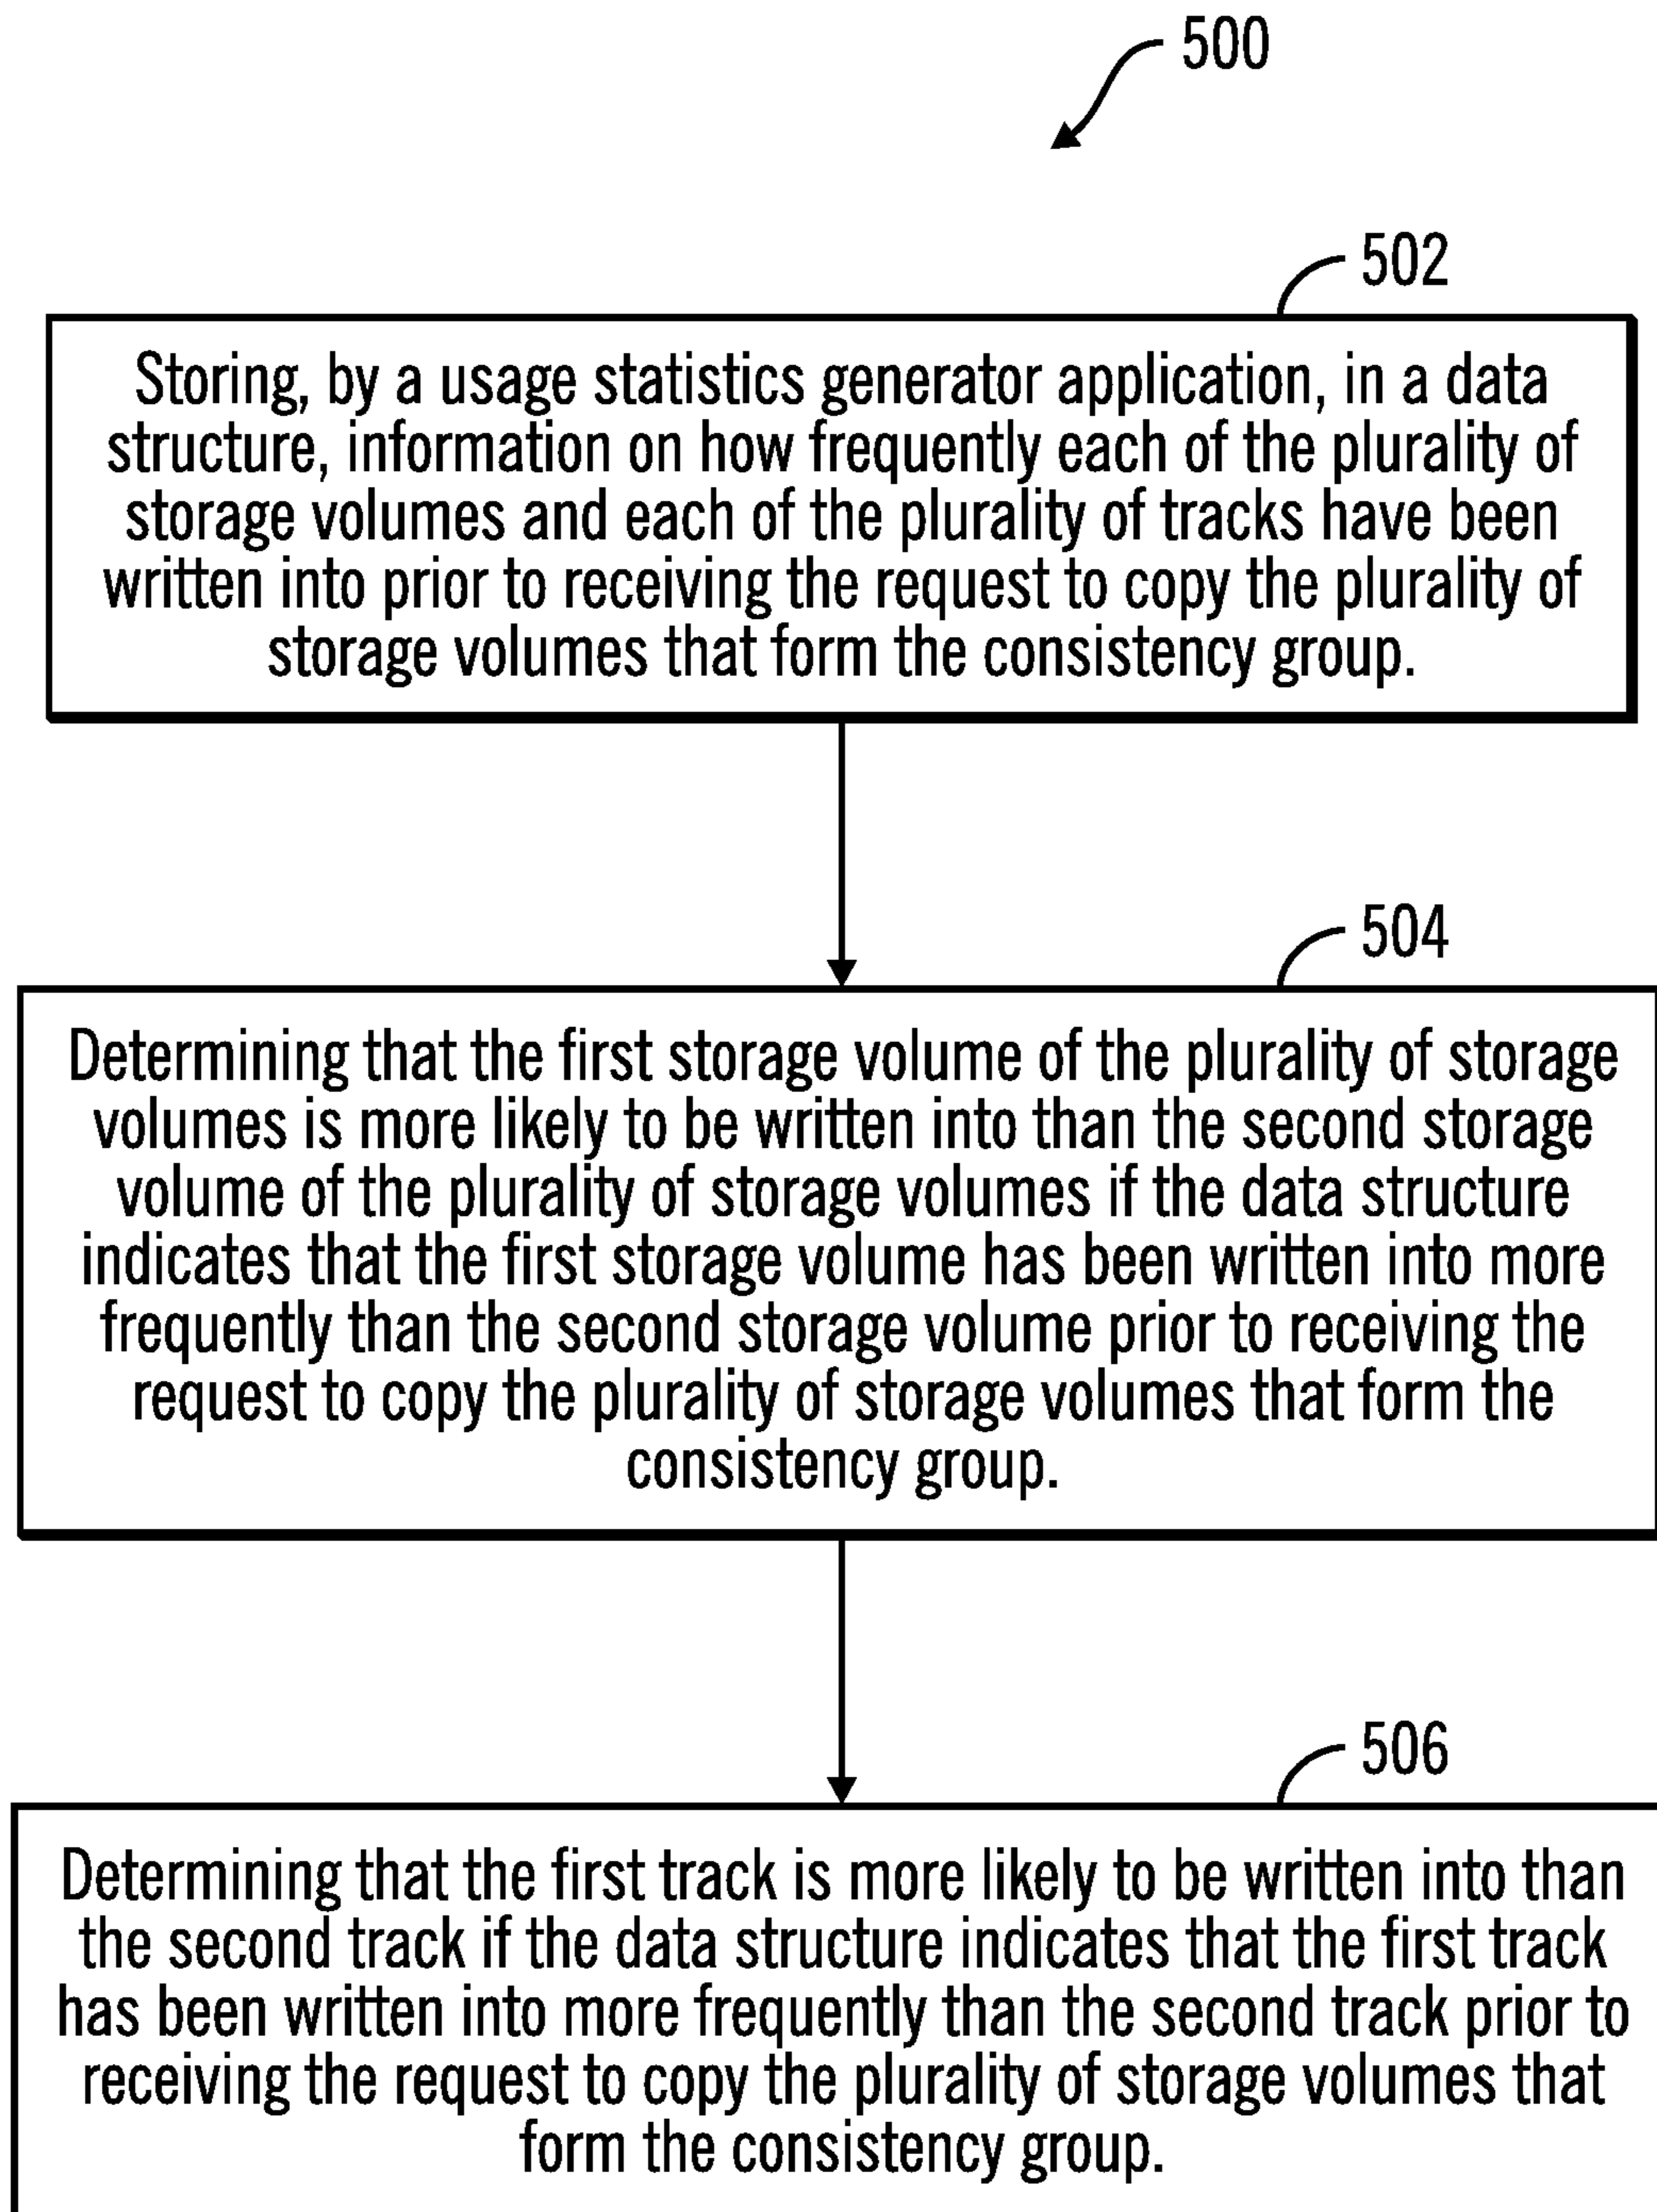 500
502
Storing, by a usage statistics generator application, in a data
structure, information on how frequently each of the plurality of
storage volumes and each of the plurality of tracks have been
written into prior to receiving the request to copy the plurality of
storage volumes that form the consistency group.
504
Determining that the first storage volume of the plurality of storage
volumes is more likely to be written into than the second storage
volume of the plurality of storage volumes if the data structure
indicates that the first storage volume has been written into more
frequently than the second storage volume prior to receiving the
request to copy the plurality of storage volumes that form the
consistency group.
506
Determining that the first track is more likely to be written into than
the second track if the data structure indicates that the first track
has been written into more frequently than the second track prior to
receiving the request to copy the plurality of storage volumes that
form the consistency group.